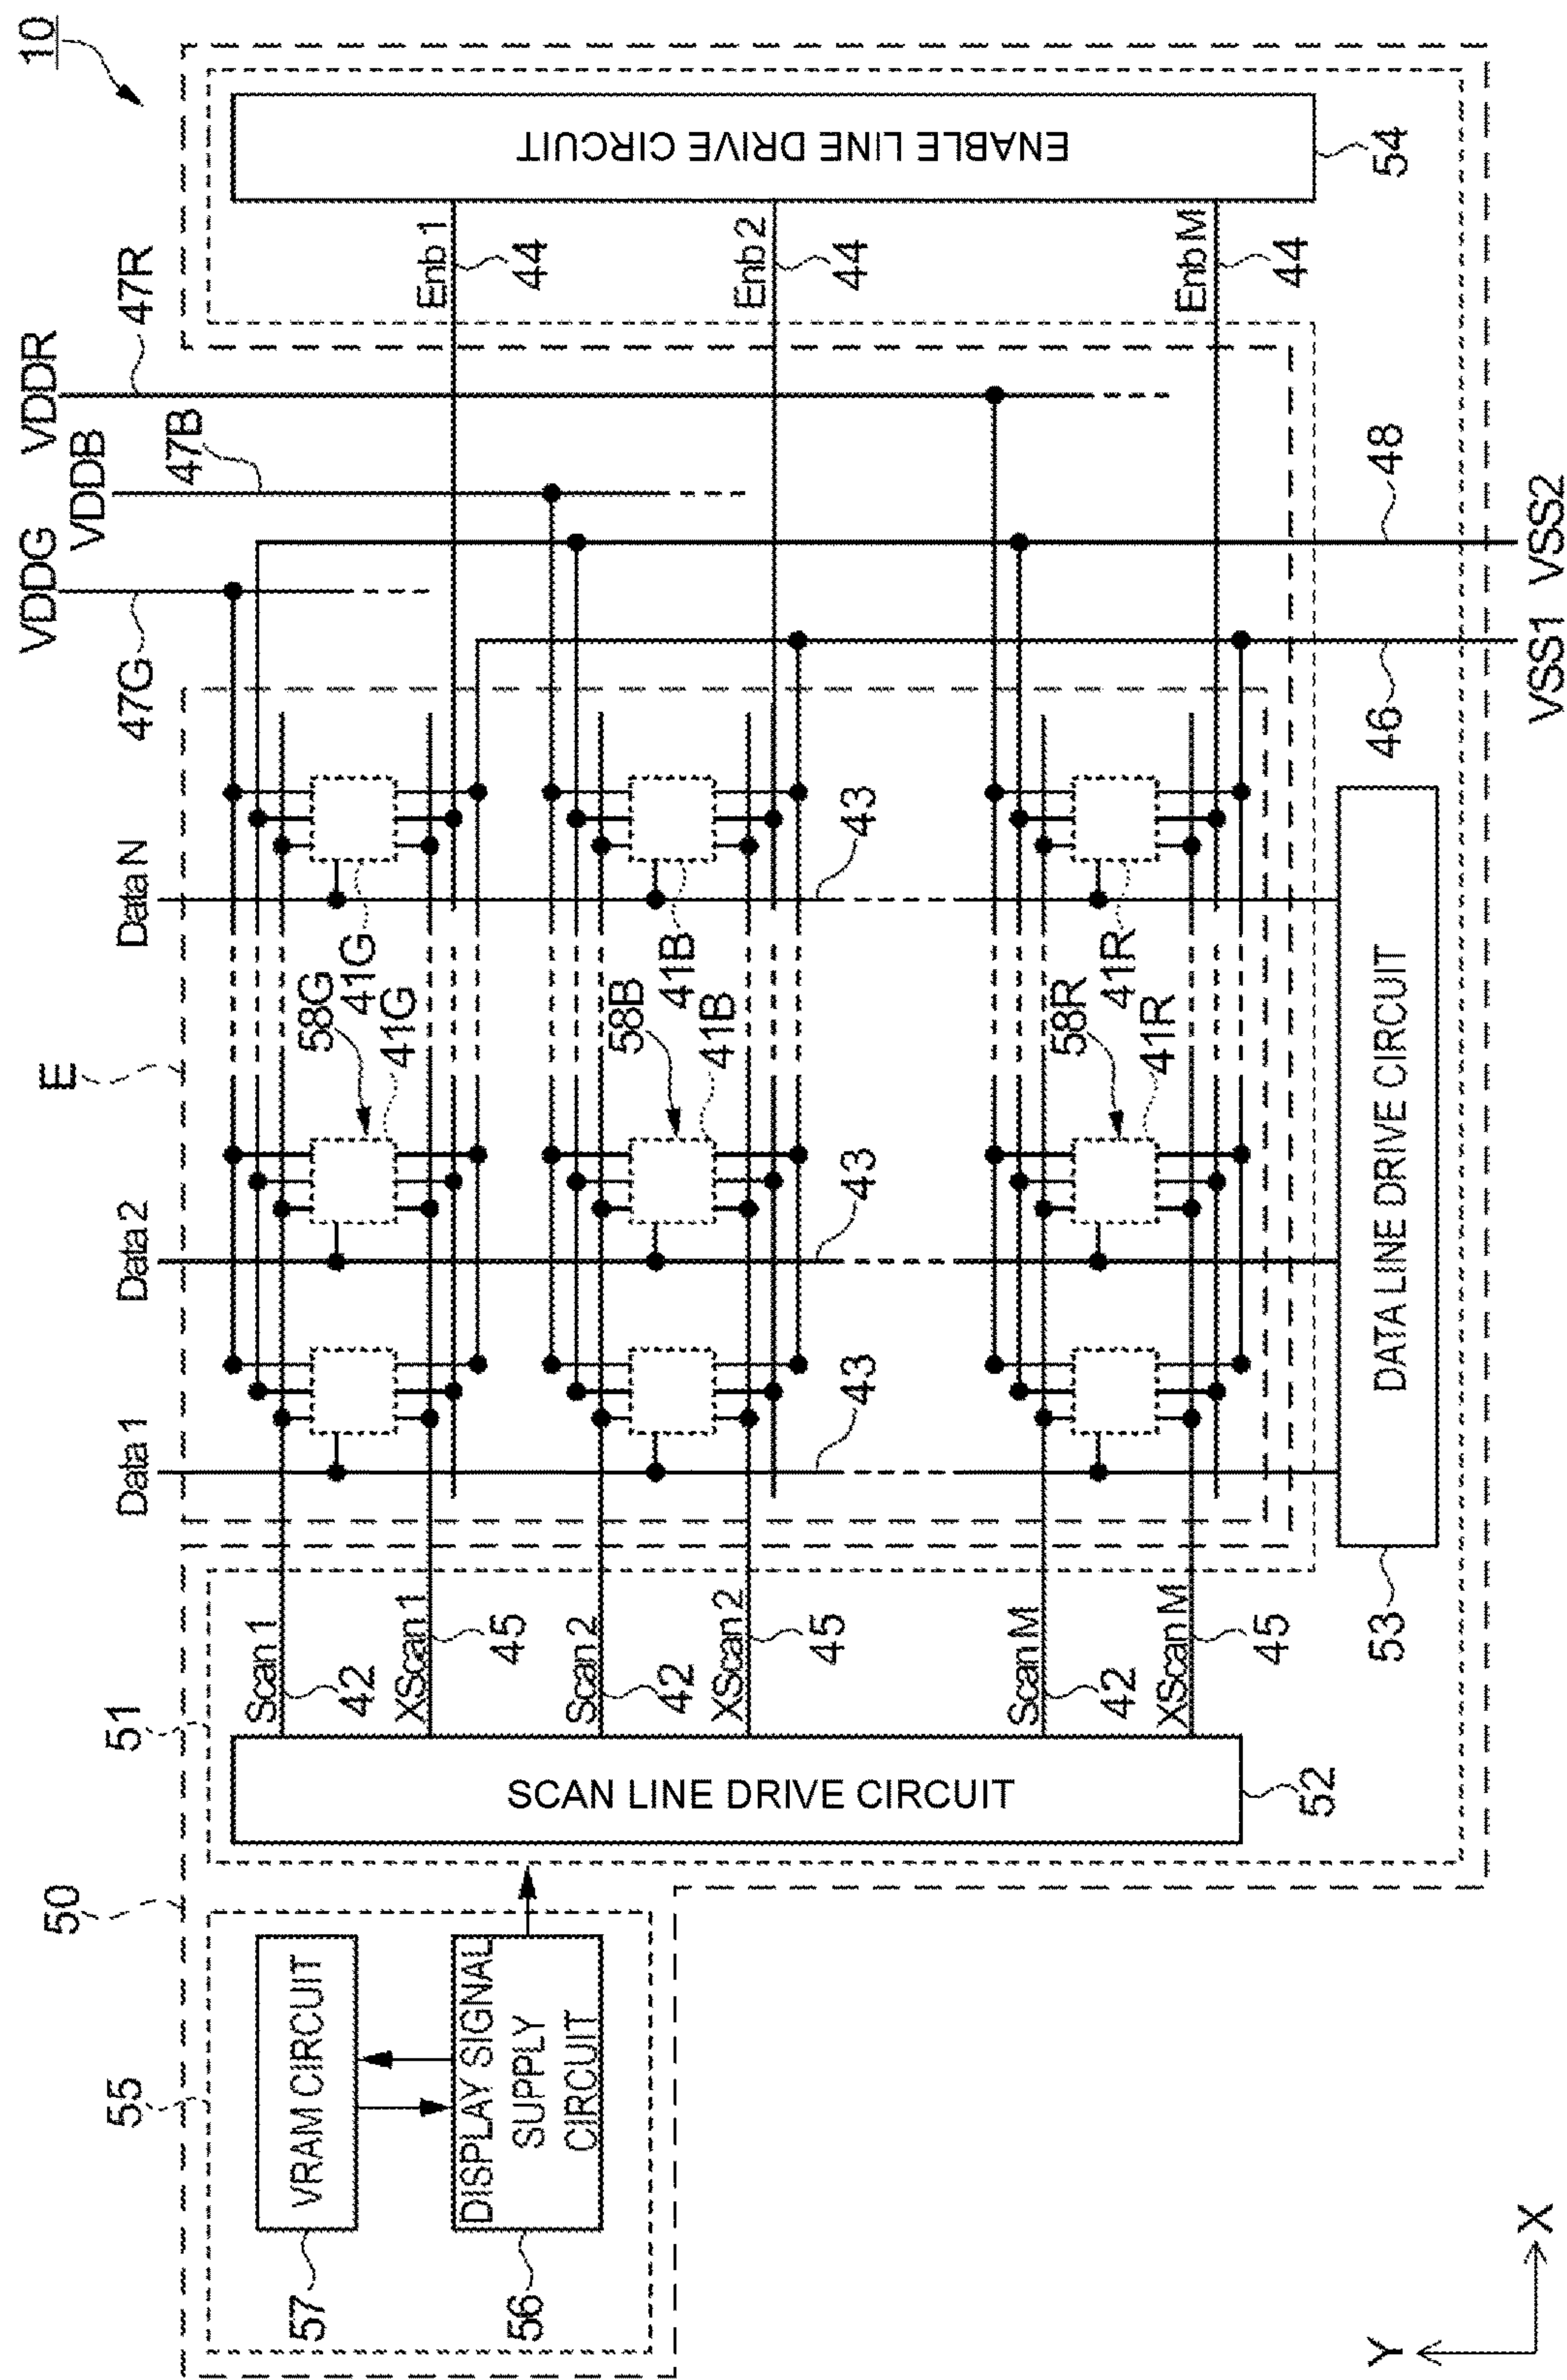 10
VDDG
VDDB
VDDR
47G
47B
47R
E
Data 1
Data 2
Data N
50
51
55
VRAM CIRCUIT
57
DISPLAY SIGNAL
SUPPLY
CIRCUIT
56
SCAN LINE DRIVE CIRCUIT
52
Scan 1
42
XScan 1
45
Scan 2
42
XScan 2
45
Scan M
42
XScan M
45
58G
41G
41G
58B
41B
41B
58R
41R
41R
43
43
43
Enb 1
44
Enb 2
44
Enb M
44
ENABLE LINE DRIVE CIRCUIT
54
DATA LINE DRIVE CIRCUIT
53
46
48
VSS1
VSS2
Y
X